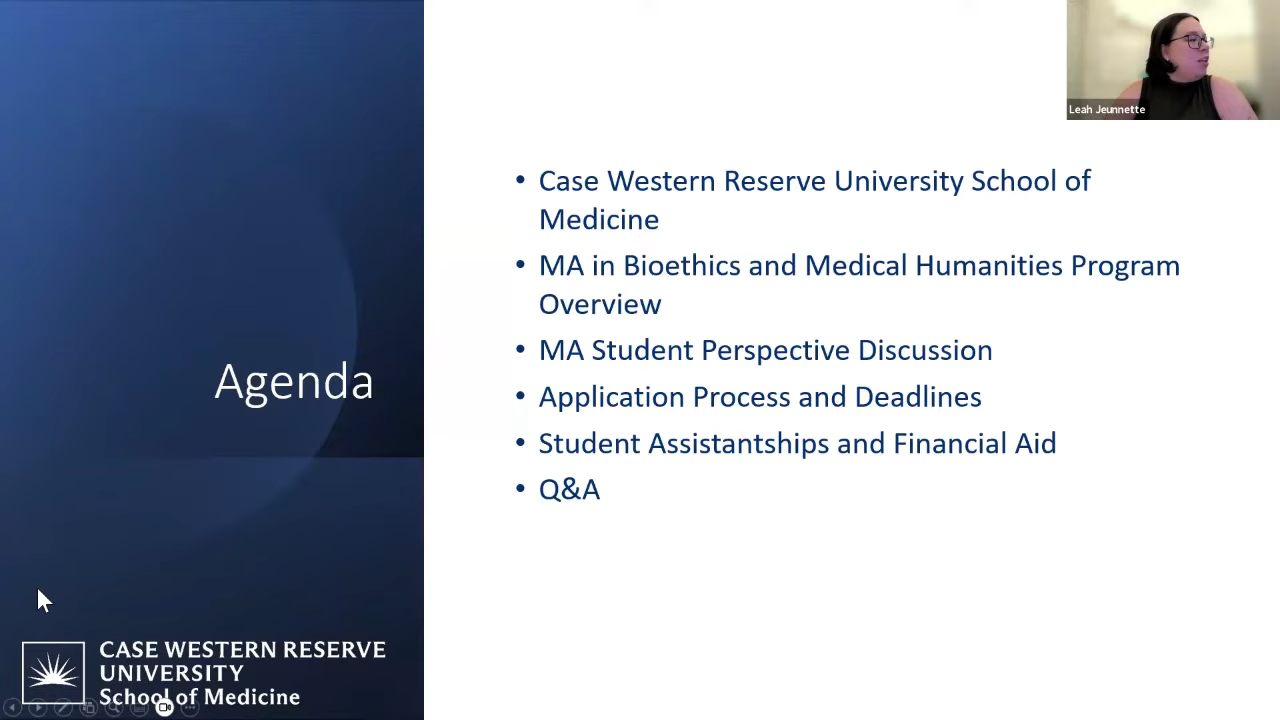 Leah Jeunnette
• Case Western Reserve University School of
Medicine
• MA in Bioethics and Medical Humanities Program
Overview
• MA Student Perspective Discussion
• Application Process and Deadlines
• Student Assistantships and Financial Aid
• Q&A
Agenda
CASE WESTERN RESERVE
UNIVERSITY
School of Medicine